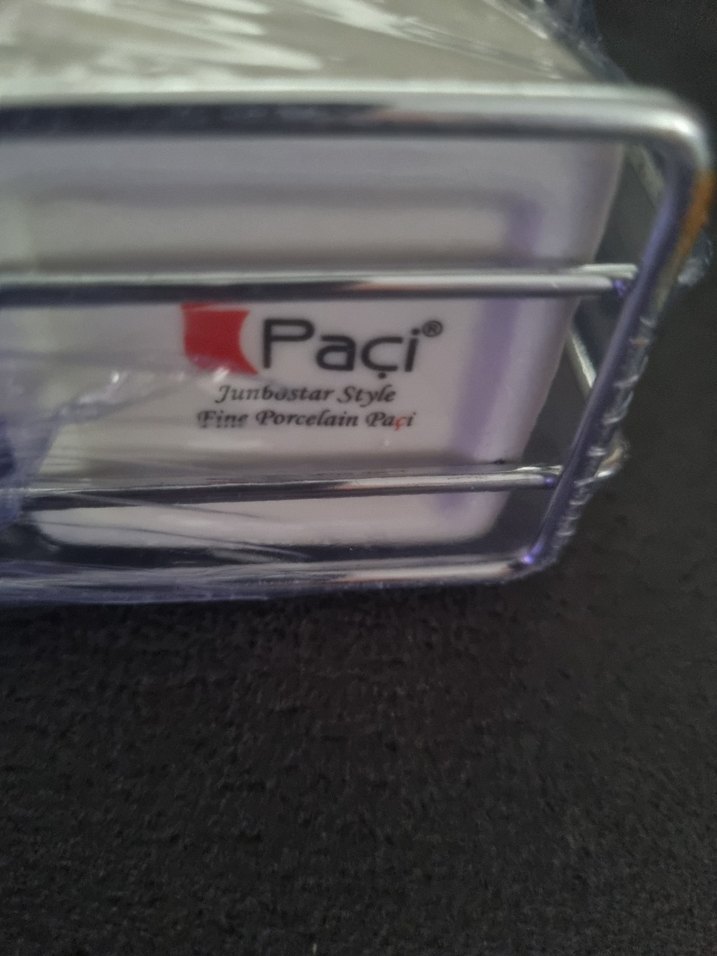 Paçi®
Junbostar Style
Fine Porcelain Paçi